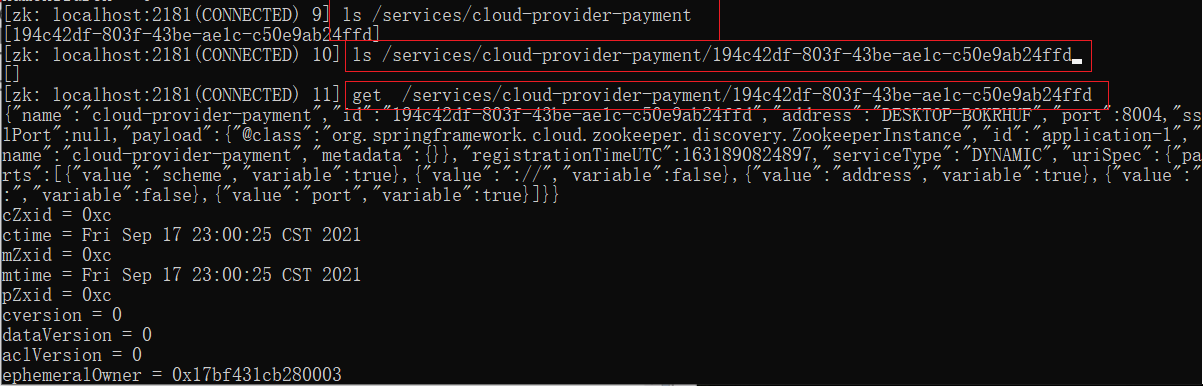 [zk: localhost:2181(CONNECTED) 9] ls /services/cloud-provider-payment
[194c42df-803f-43be-ae1c-c50e9ab24ffd]
[zk: localhost:2181(CONNECTED) 10] ls /services/cloud-provider-payment/194c42df-803f-43be-ae1c-c50e9ab24ffd
[]
[zk: localhost:2181(CONNECTED) 11] get  /services/cloud-provider-payment/194c42df-803f-43be-ae1c-c50e9ab24ffd
{"name":"cloud-provider-payment","id":"194c42df-803f-43be-ae1c-c50e9ab24ffd","address":"DESKTOP-BOKRHUF","port":8004,"ss
lPort":null,"payload":{"@class":"org.springframework.cloud.zookeeper.discovery.ZookeeperInstance","id":"application-1","
name":"cloud-provider-payment","metadata":{}},"registrationTimeUTC":1631890824897,"serviceType":"DYNAMIC","uriSpec":{"pa
rts":[{"value":"scheme","variable":true},{"value":"://","variable":false},{"value":"address","variable":true},{"value":"
:","variable":false},{"value":"port","variable":true}]}}
cZxid = 0xc
ctime = Fri Sep 17 23:00:25 CST 2021
mZxid = 0xc
mtime = Fri Sep 17 23:00:25 CST 2021
pZxid = 0xc
cversion = 0
dataVersion = 0
aclVersion = 0
ephemeralOwner = 0x17bf431cb280003